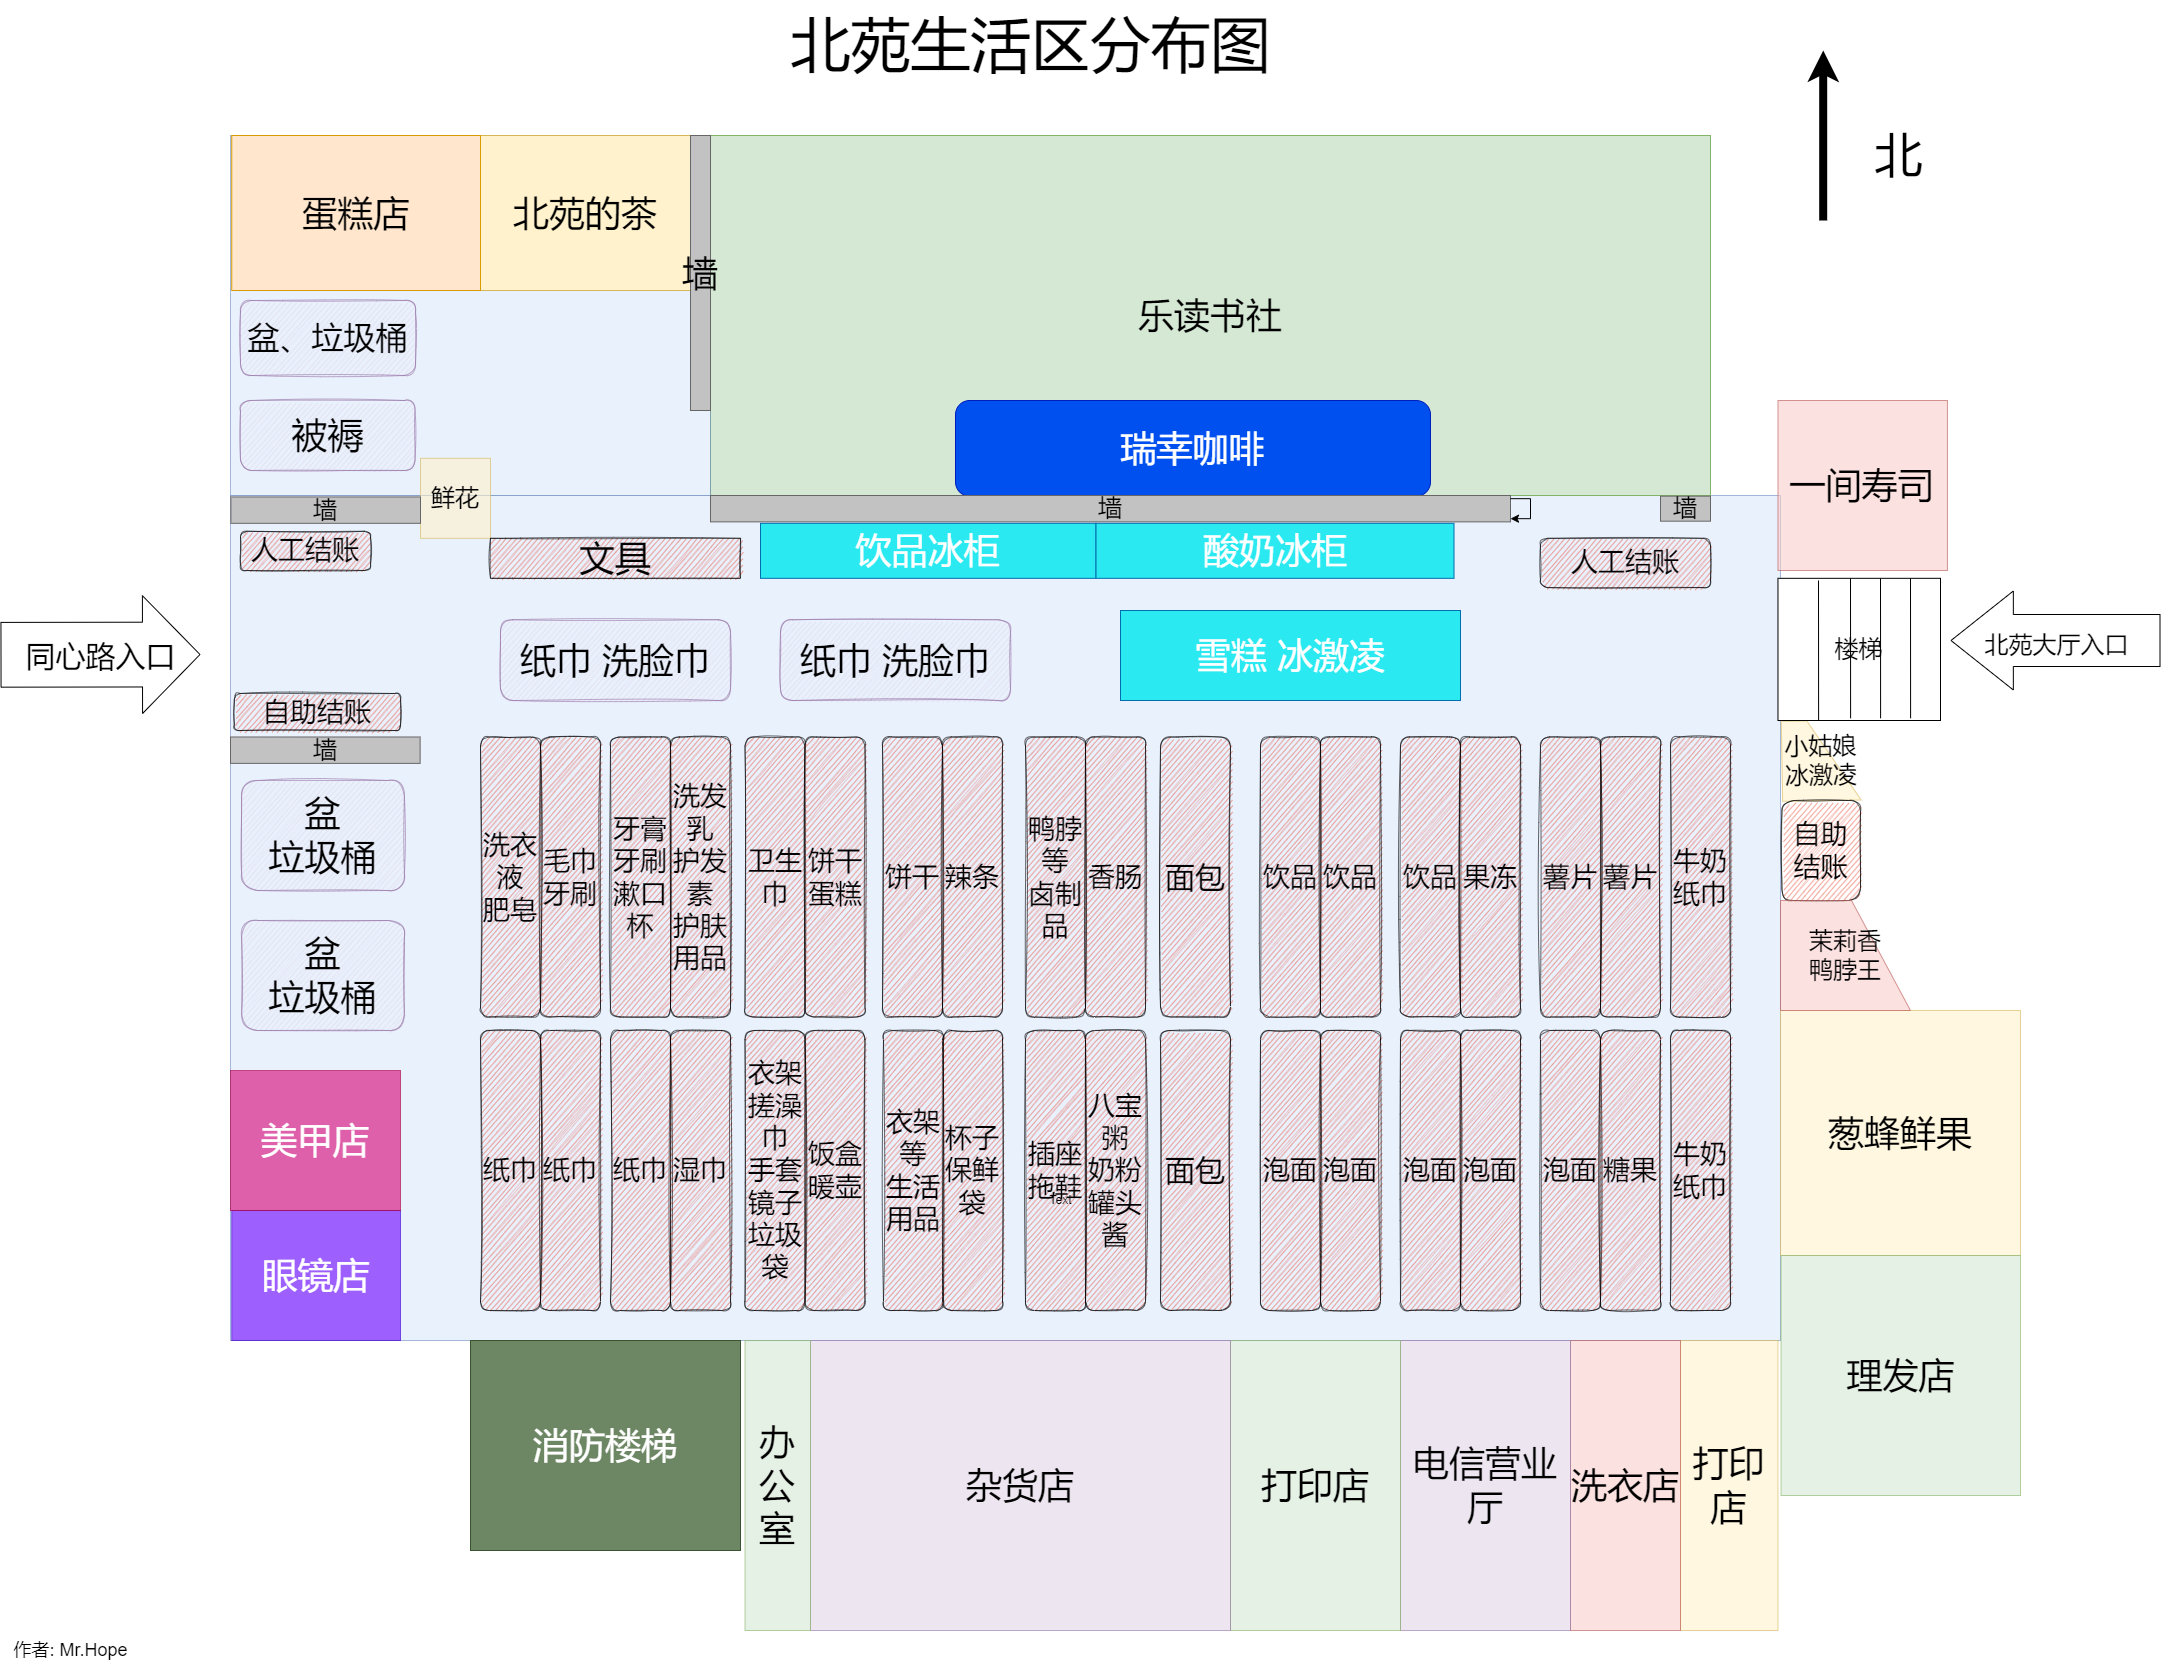 北苑生活区分布图
北
蛋糕店
北苑的茶
墙
乐读书社
盆、垃圾桶
被褥
瑞幸咖啡
一间寿司
鲜花
墙
墙
墙
人工结账
文具
饮品冰柜
酸奶冰柜
人工结账
同心路入口
纸巾 洗脸巾
纸巾 洗脸巾
雪糕 冰激凌
楼梯
北苑大厅入口
自助结账
墙
小姑娘
冰激凌
盆
垃圾桶
洗衣
液
肥皂
毛巾
牙刷
牙膏
牙刷
漱口
杯
洗发
乳
护发
素
护肤
用品
卫生
巾
饼干
蛋糕
饼干
辣条
鸭脖
等
卤制
品
香肠
面包
饮品
饮品
饮品
果冻
薯片
薯片
牛奶
纸巾
自助
结账
盆
垃圾桶
茉莉香
鸭脖王
美甲店
纸巾
纸巾
纸巾
湿巾
衣架
搓澡
巾
手套
镜子
垃圾
袋
饭盒
暖壶
衣架
等
生活
用品
杯子
保鲜
袋
插座
拖鞋
Text
八宝
粥
奶粉
罐头
酱
面包
泡面
泡面
泡面
泡面
泡面
糖果
牛奶
纸巾
葱蜂鲜果
眼镜店
理发店
消防楼梯
办
公
室
杂货店
打印店
电信营业
厅
洗衣店
打印
店
作者: Mr.Hope